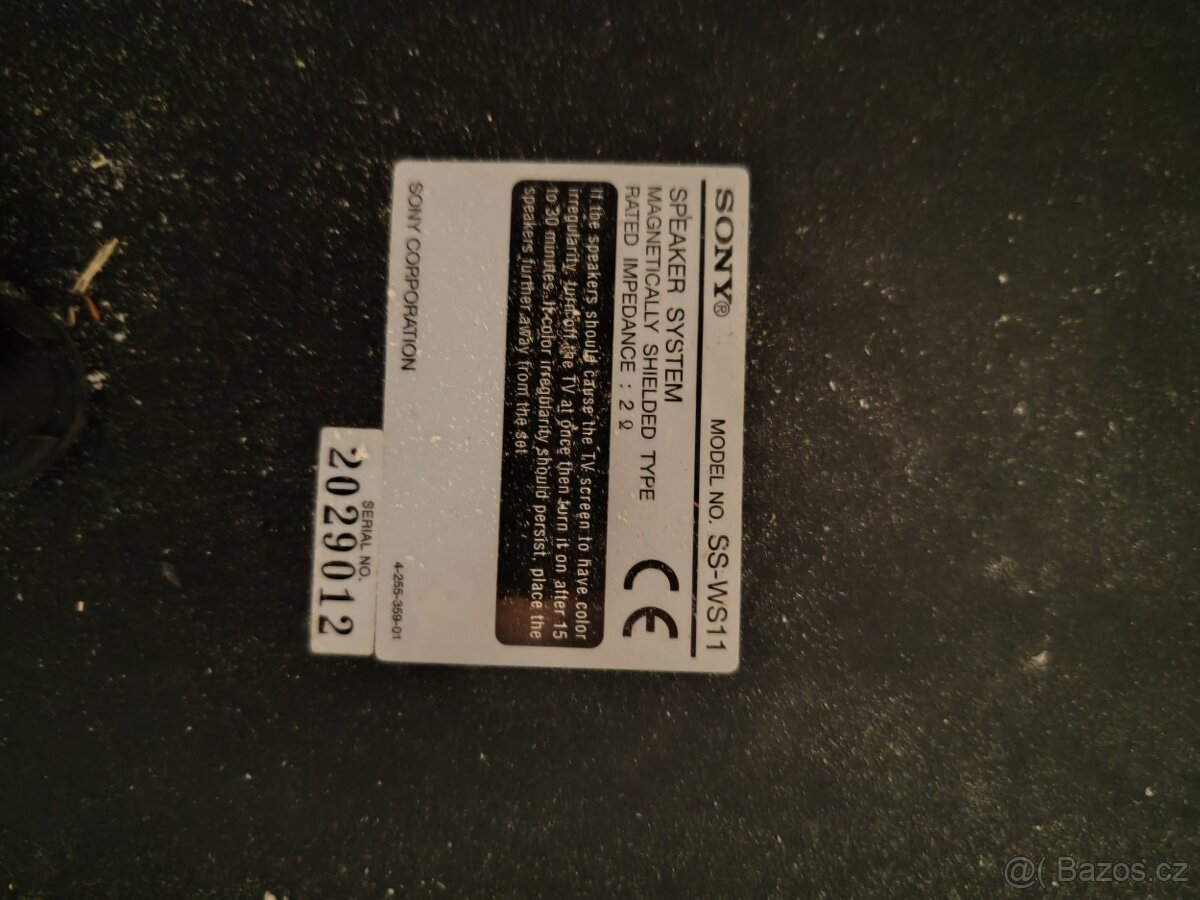 SONY® MODEL NO. SS-WS11
SPEAKER SYSTEM
MAGNETICALLY SHIELDED TYPE
RATED IMPEDANCE : 2 Ω
CE
If the speakers should cause the TV screen to have color
irregularity turn off the TV at once then turn it on after 15
to 30 minutes. If color irregularity should persist, place the
speakers further away from the set
SONY CORPORATION
4-255-359-01
SERIAL NO.
2029012
@( Bazos.cz